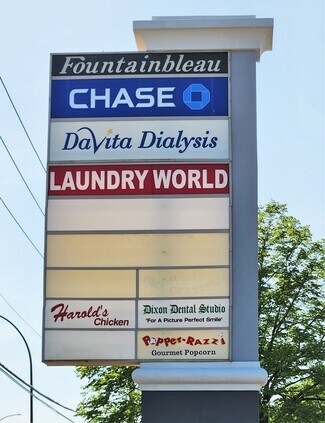 Fountainbleau
CHASE
DaVita Dialysis
LAUNDRY WORLD
Harold's
Chicken
Dixon Dental Studio
"For A Picture Perfect Smile"
Popper-Razzi
Gourmet Popcorn